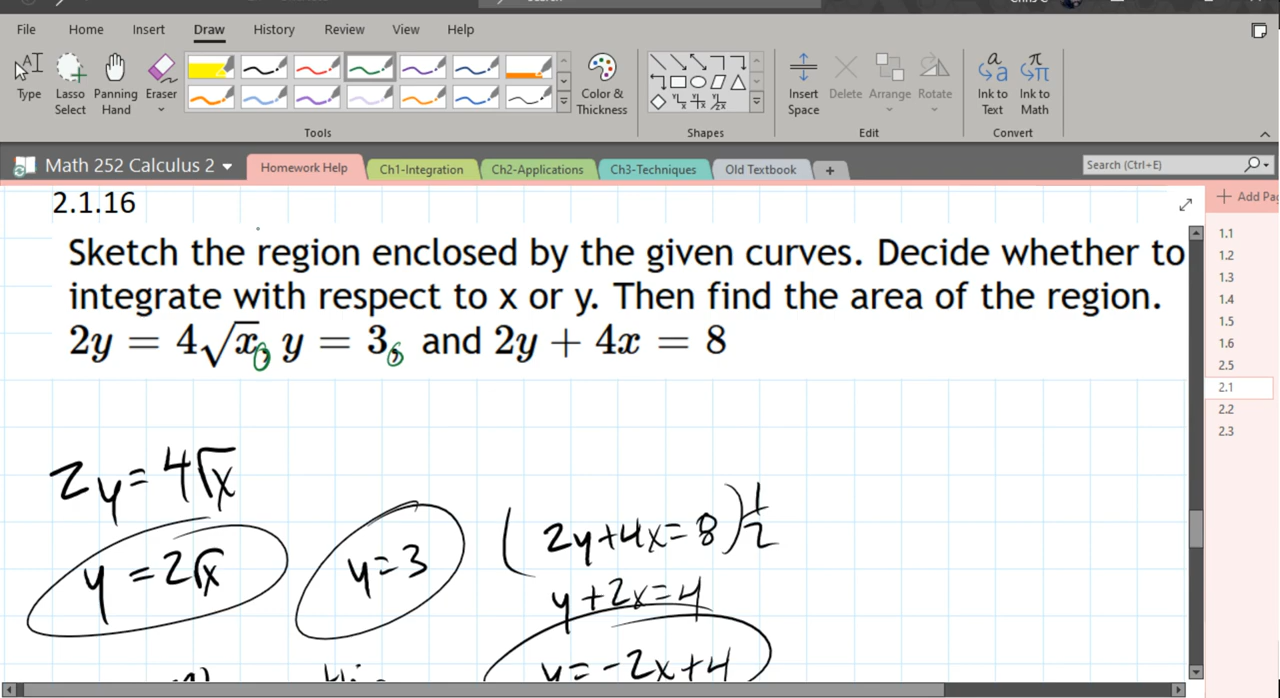 File Home Insert Draw History Review View Help
Type Lasso Select Panning Hand Eraser Color & Thickness Insert Space Delete Arrange Rotate Ink to Text Ink to Math
Tools Shapes Edit Convert
Math 252 Calculus 2 Homework Help Ch1-Integration Ch2-Applications Ch3-Techniques Old Textbook + Search (Ctrl+E)
2.1.16
Sketch the region enclosed by the given curves. Decide whether to
integrate with respect to x or y. Then find the area of the region.
2y = 4√x, y = 3, and 2y + 4x = 8
2y = 4√x
y = 2√x
y = 3
(2y+4x=8)½
y+2x=4
y=-2x+4
+ Add Pa
1.1
1.2
1.3
1.4
1.5
1.6
2.5
2.1
2.2
2.3